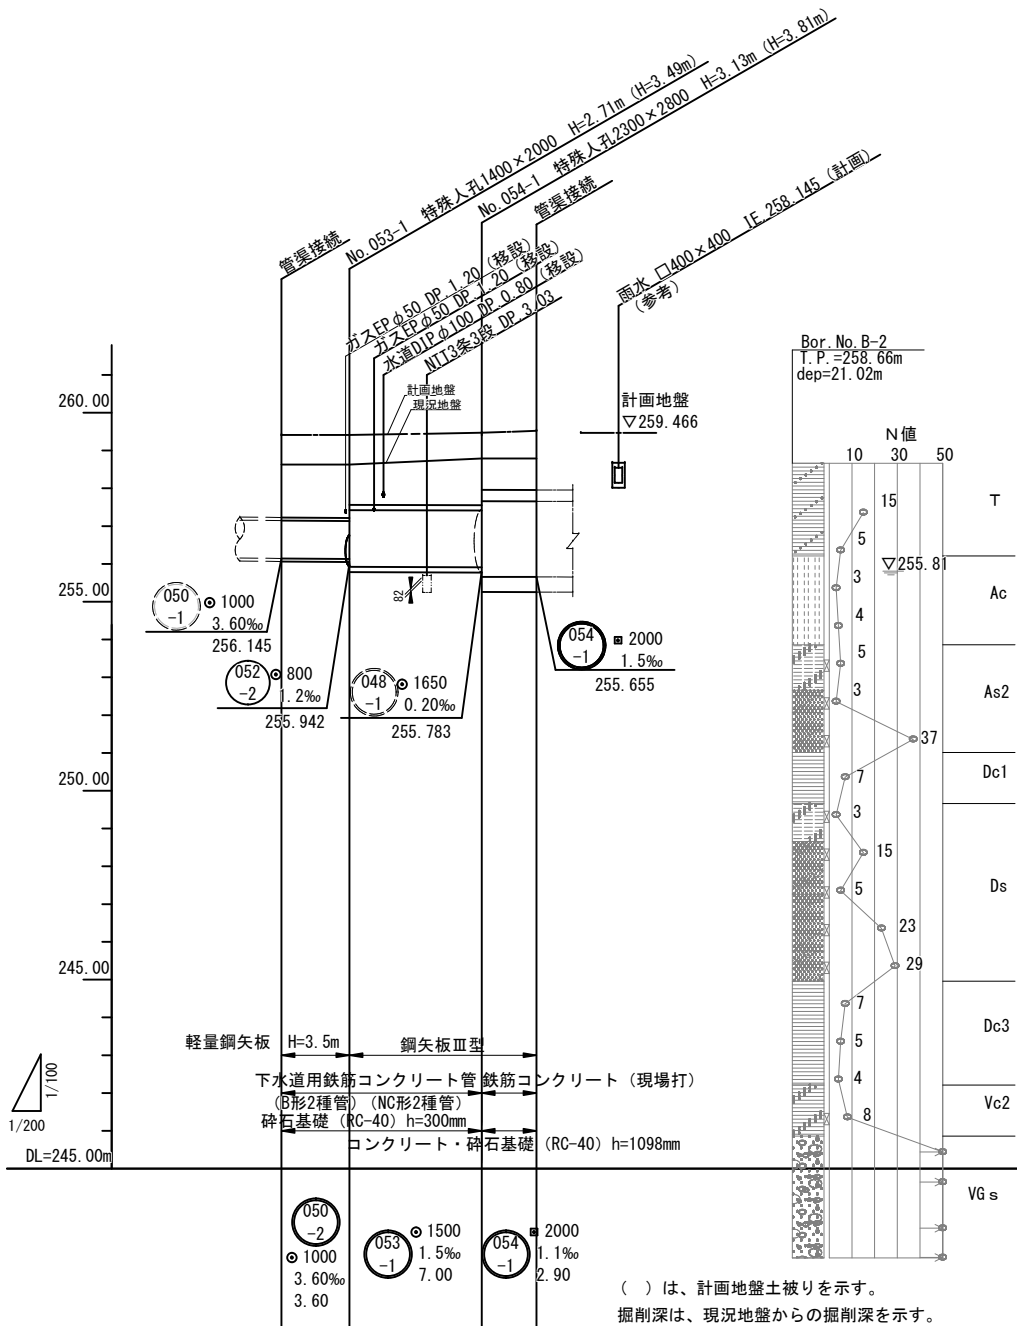 No.053-1 特殊人孔1400×2000 H=2.71m (H=3.49m)
No.054-1 特殊人孔2300×2800 H=3.13m (H=3.81m)
管渠接続
管渠接続
ガスEPφ50 DP.1.20 (移設)
ガスEPφ50 DP.1.20 (移設)
水道DIPφ100 DP.0.80 (移設)
NTT3条3段 DP.3.03
雨水 □400×400 IE.258.145 (計画)
(参考)
計画地盤
現況地盤
計画地盤
▽259.466
260.00
255.00
250.00
245.00
82
050
-1
1000
3.60‰
256.145
052
-2
800
1.2‰
255.942
048
-1
1650
0.20‰
255.783
054
-1
2000
1.5‰
255.655
Bor.No.B-2
T.P.=258.66m
dep=21.02m
N値
10 30 50
15
5
▽255.81
3
4
5
3
37
7
3
15
5
23
29
7
5
4
8
T
Ac
As2
Dc1
Ds
Dc3
Vc2
VGs
軽量鋼矢板 H=3.5m
鋼矢板Ⅲ型
下水道用鉄筋コンクリート管
鉄筋コンクリート (現場打)
(B形2種管) (NC形2種管)
砕石基礎 (RC-40) h=300mm
コンクリート・砕石基礎 (RC-40) h=1098mm
1/100
1/200
DL=245.00m
050
-2
1000
3.60‰
3.60
053
-1
1500
1.5‰
7.00
054
-1
2000
1.1‰
2.90
( )は、計画地盤土被りを示す。
掘削深は、現況地盤からの掘削深を示す。